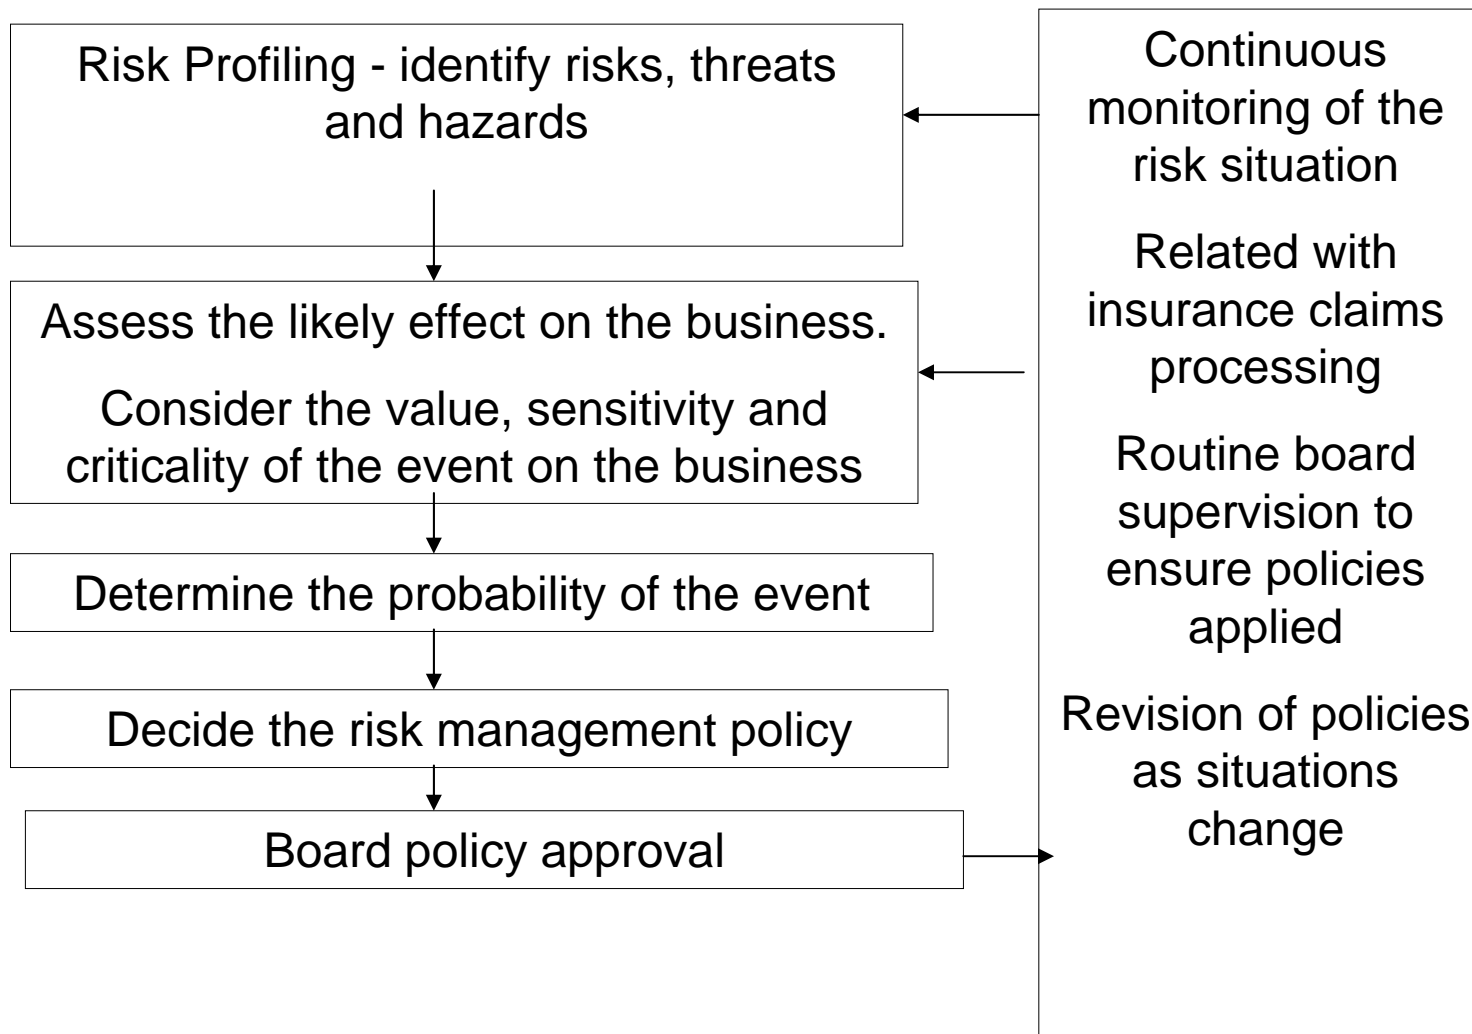 Risk Profiling - identify risks, threats
and hazards
Assess the likely effect on the business.
Consider the value, sensitivity and
criticality of the event on the business
Determine the probability of the event
Decide the risk management policy
Board policy approval
Continuous
monitoring of the
risk situation
Related with
insurance claims
processing
Routine board
supervision to
ensure policies
applied
Revision of policies
as situations
change